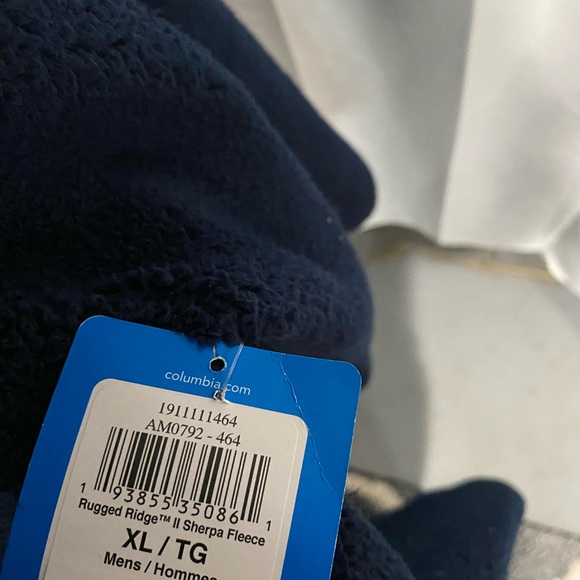 columbia.com
1911111464
AM0792 - 464
1 93855 35086 1
Rugged Ridge™ II Sherpa Fleece
XL / TG
Mens / Hommes